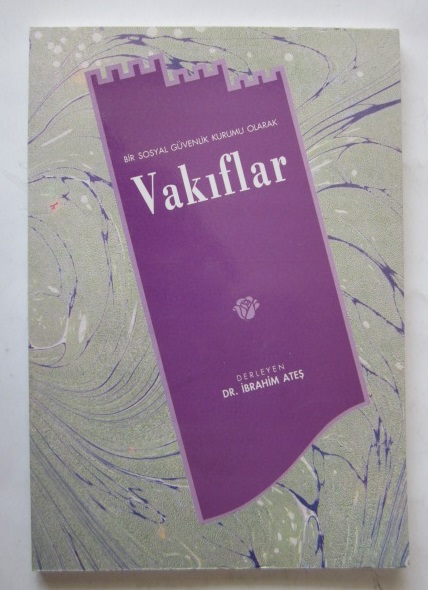 BİR SOSYAL GÜVENLİK KURUMU OLARAK
Vakıflar
DERLEYEN
DR. İBRAHİM ATEŞ